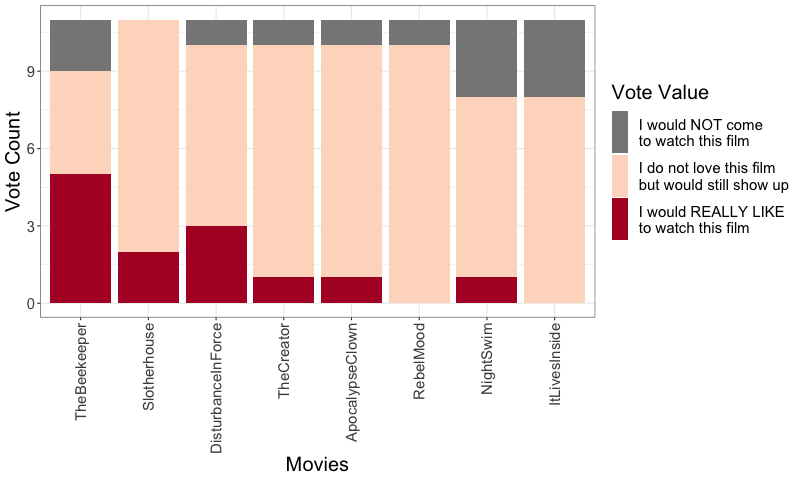 Vote Count
9
6
3
0
TheBeekeeper
Slotherhouse
DisturbanceInForce
TheCreator
ApocalypseClown
RebelMood
NightSwim
ItLivesInside
Movies
Vote Value
I would NOT come
to watch this film
I do not love this film
but would still show up
I would REALLY LIKE
to watch this film